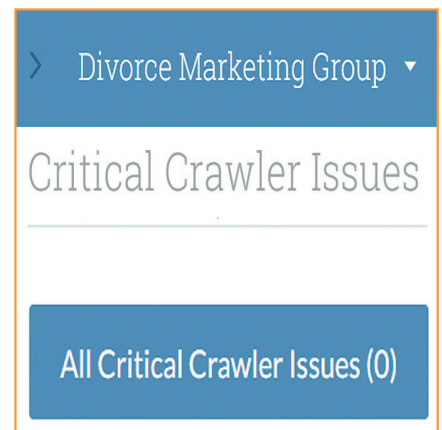 Divorce Marketing Group
Critical Crawler Issues
All Critical Crawler Issues (0)